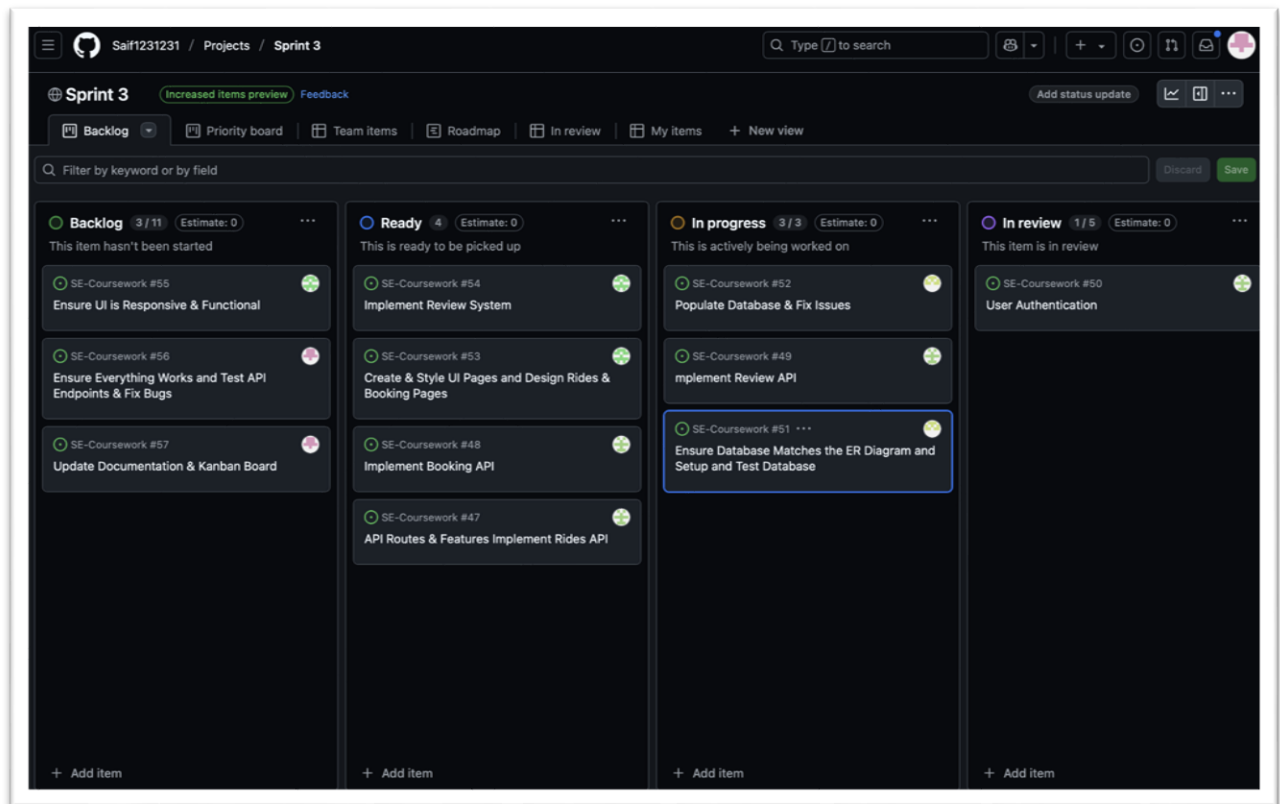 Saif1231231 / Projects / Sprint 3
Type / to search
Sprint 3
Increased items preview
Feedback
Add status update
Backlog
Priority board
Team items
Roadmap
In review
My items
+ New view
Filter by keyword or by field
Discard
Save
Backlog 3 / 11 Estimate: 0
This item hasn't been started
SE-Coursework #55
Ensure UI is Responsive & Functional
SE-Coursework #56
Ensure Everything Works and Test API
Endpoints & Fix Bugs
SE-Coursework #57
Update Documentation & Kanban Board
+ Add item
Ready 4 Estimate: 0
This is ready to be picked up
SE-Coursework #54
Implement Review System
SE-Coursework #53
Create & Style UI Pages and Design Rides &
Booking Pages
SE-Coursework #48
Implement Booking API
SE-Coursework #47
API Routes & Features Implement Rides API
+ Add item
In progress 3 / 3 Estimate: 0
This is actively being worked on
SE-Coursework #52
Populate Database & Fix Issues
SE-Coursework #49
mplement Review API
SE-Coursework #51 ...
Ensure Database Matches the ER Diagram and
Setup and Test Database
+ Add item
In review 1 / 5 Estimate: 0
This item is in review
SE-Coursework #50
User Authentication
+ Add item